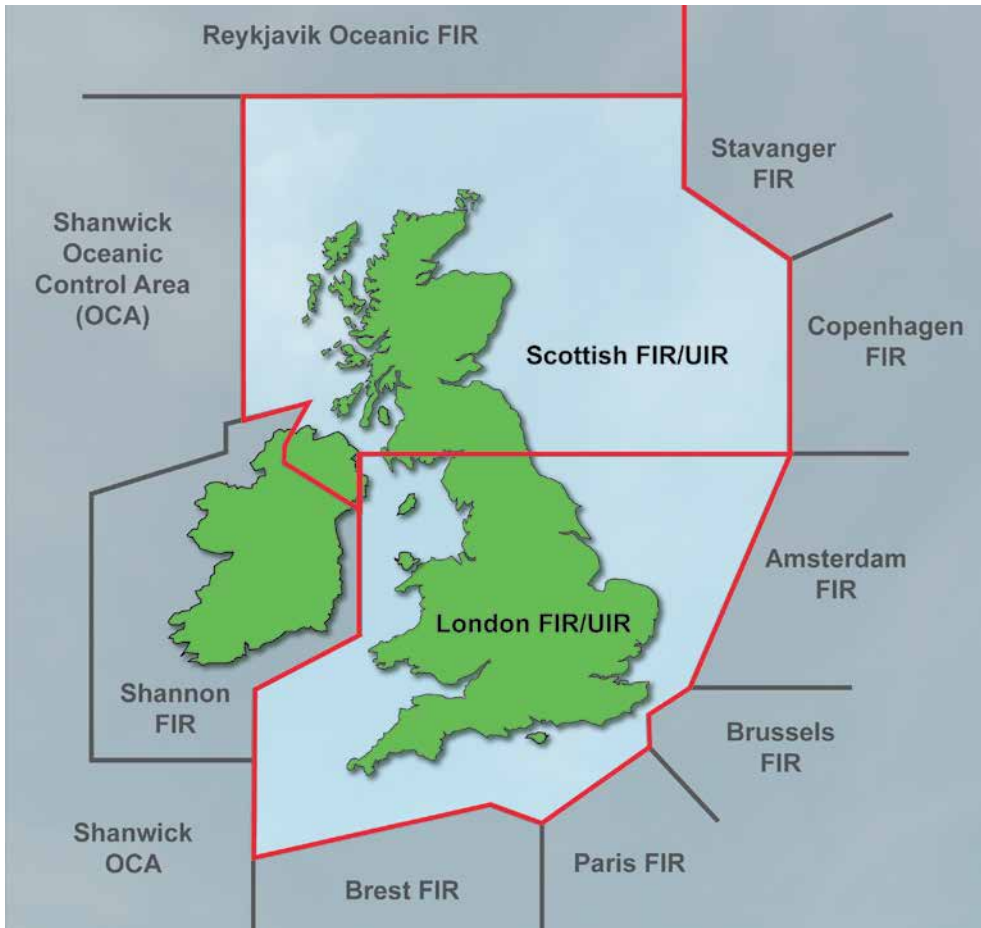 Reykjavik Oceanic FIR
Stavanger
FIR
Shanwick
Oceanic
Control Area
(OCA)
Copenhagen
FIR
Scottish FIR/UIR
Amsterdam
FIR
London FIR/UIR
Shannon
FIR
Brussels
FIR
Shanwick
OCA
Paris FIR
Brest FIR